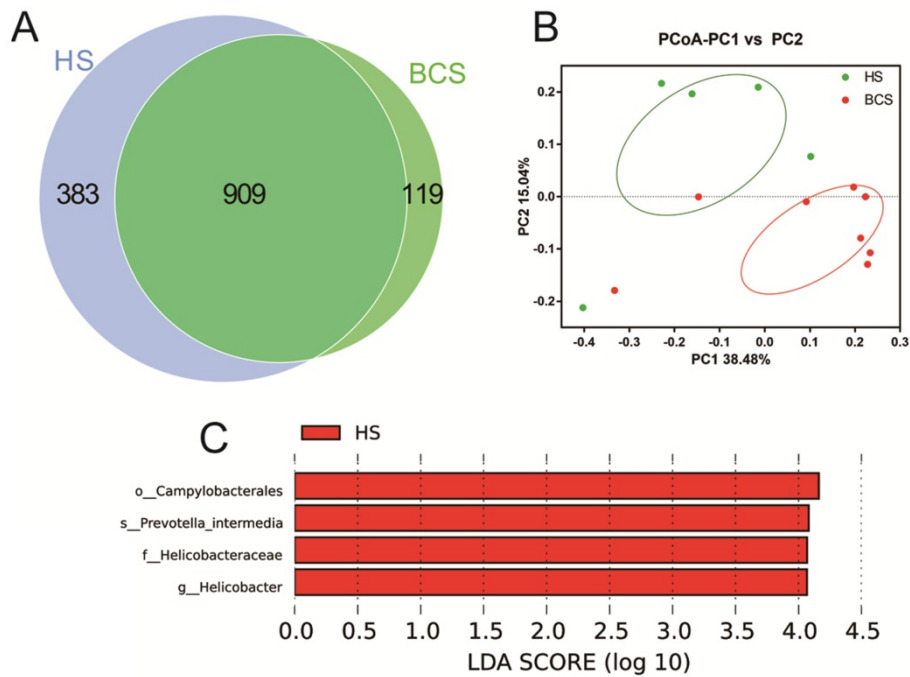 A
HS
BCS
383
909
119
B
PCoA-PC1 vs PC2
HS
BCS
PC2 15.04%
0.2
0.1
0.0
-0.1
-0.2
-0.4 -0.3 -0.2 -0.1 0.0 0.1 0.2 0.3
PC1 38.48%
C
HS
o__Campylobacterales
s__Prevotella_intermedia
f__Helicobacteraceae
g__Helicobacter
0.0 0.5 1.0 1.5 2.0 2.5 3.0 3.5 4.0 4.5
LDA SCORE (log 10)